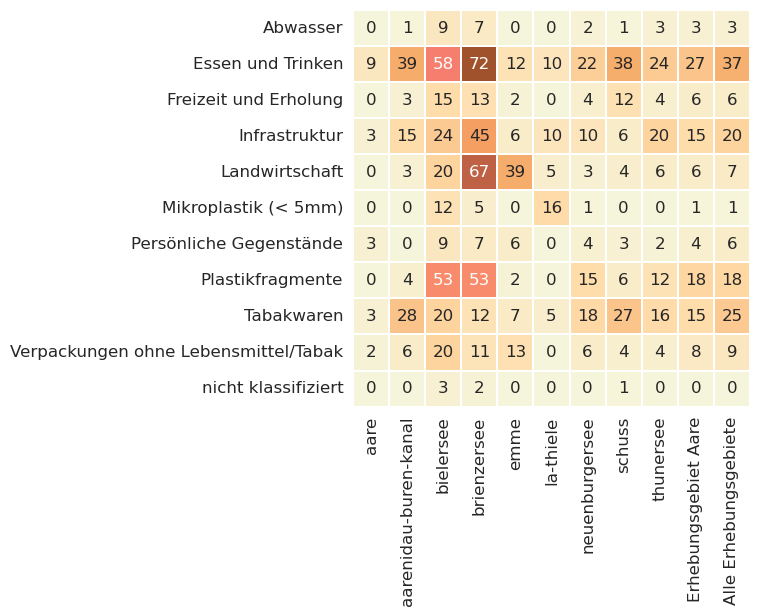 Abwasser 0 1 9 7 0 0 2 1 3 3 3
Essen und Trinken 9 39 58 72 12 10 22 38 24 27 37
Freizeit und Erholung 0 3 15 13 2 0 4 12 4 6 6
Infrastruktur 3 15 24 45 6 10 10 6 20 15 20
Landwirtschaft 0 3 20 67 39 5 3 4 6 6 7
Mikroplastik (< 5mm) 0 0 12 5 0 16 1 0 0 1 1
Persönliche Gegenstände 3 0 9 7 6 0 4 3 2 4 6
Plastikfragmente 0 4 53 53 2 0 15 6 12 18 18
Tabakwaren 3 28 20 12 7 5 18 27 16 15 25
Verpackungen ohne Lebensmittel/Tabak 2 6 20 11 13 0 6 4 4 8 9
nicht klassifiziert 0 0 3 2 0 0 0 1 0 0 0
aare
aarenidau-buren-kanal
bielersee
brienzersee
emme
la-thiele
neuenburgersee
schuss
thunersee
Erhebungsgebiet Aare
Alle Erhebungsgebiete